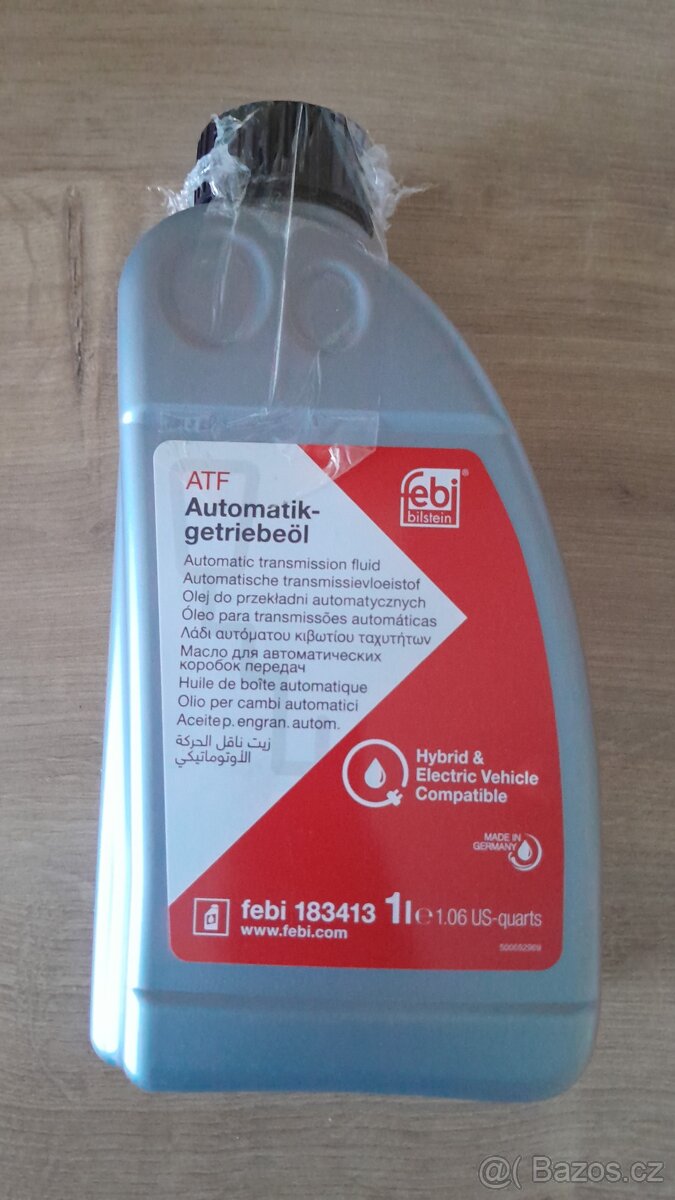 ATF
Automatik-
getriebeöl
Automatic transmission fluid
Automatische transmissievloeistof
Olej do przekładni automatycznych
Óleo para transmissões automáticas
Λάδι αυτόματου κιβωτίου ταχυτήτων
Масло для автоматических
коробок передач
Huile de boîte automatique
Olio per cambi automatici
Aceite p. engran. autom.
زيت ناقل الحركة
الأوتوماتيكي
febi®
bilstein
Hybrid &
Electric Vehicle
Compatible
MADE IN
GERMANY
febi 183413 1l ℮ 1.06 US-quarts
www.febi.com
@( Bazos.cz